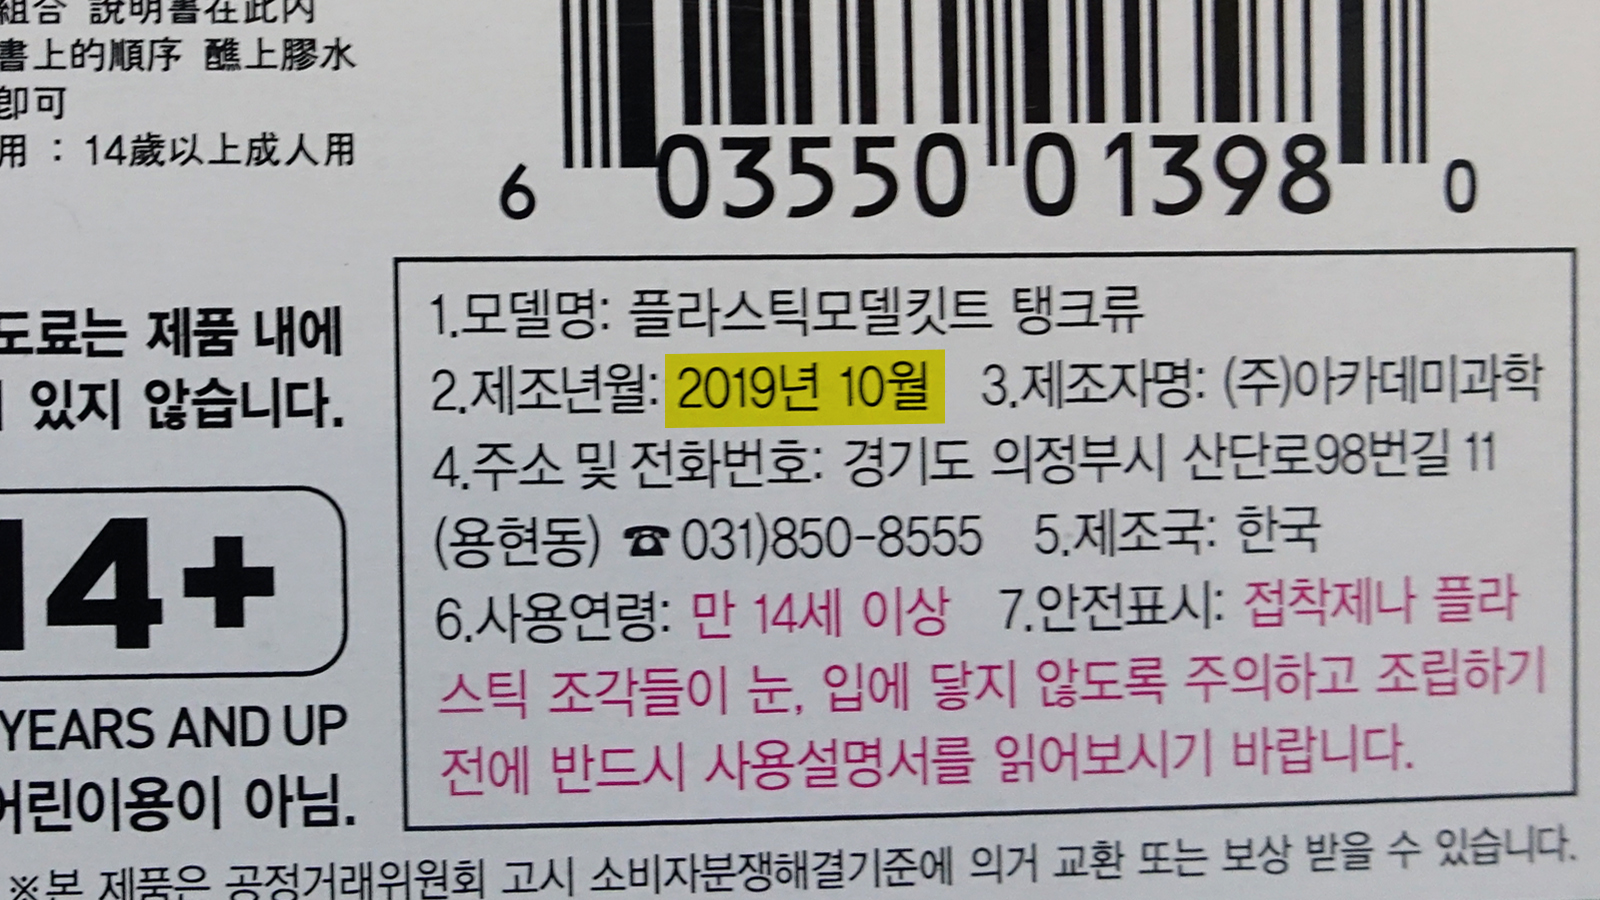 組合 說明書在此內
書上的順序 醮上膠水
卽可
用 : 14歲以上成人用
6 03550 01398 0
도료는 제품 내에
있지 않습니다.
14+
YEARS AND UP
어린이용이 아님.
1.모델명: 플라스틱모델킷트 탱크류
2.제조년월: 2019년 10월 3.제조자명: (주)아카데미과학
4.주소 및 전화번호: 경기도 의정부시 산단로98번길 11
(용현동) ☎ 031)850-8555 5.제조국: 한국
6.사용연령: 만 14세 이상 7.안전표시: 접착제나 플라
스틱 조각들이 눈, 입에 닿지 않도록 주의하고 조립하기
전에 반드시 사용설명서를 읽어보시기 바랍니다.
※본 제품은 공정거래위원회 고시 소비자분쟁해결기준에 의거 교환 또는 보상 받을 수 있습니다.